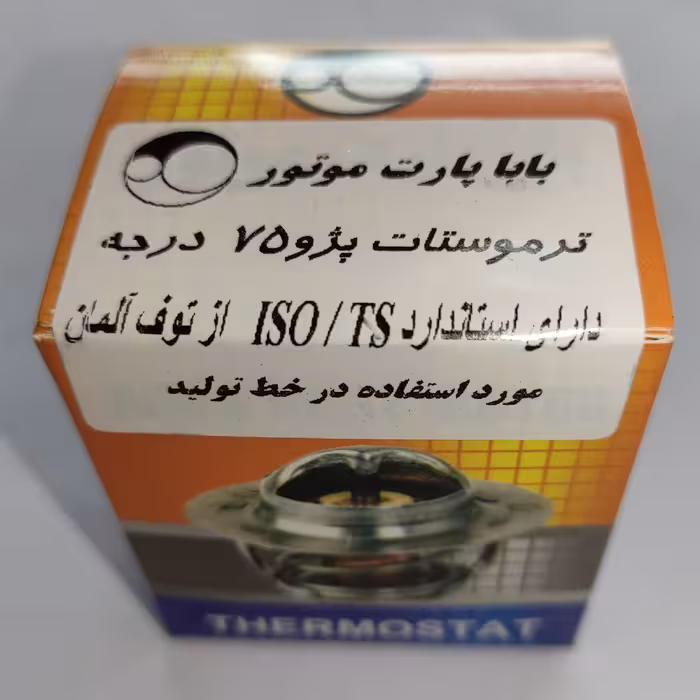 بابا پارت موتور
ترموستات پژو ۷۵ درجه
دارای استاندارد ISO / TS از توف آلمان
مورد استفاده در خط تولید
THERMOSTAT